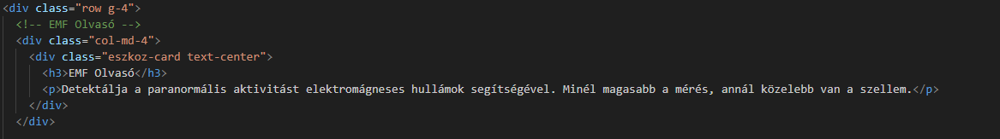 <div class="row g-4">
<!-- EMF Olvasó -->
<div class="col-md-4">
<div class="eszkoz-card text-center">
<h3>EMF Olvasó</h3>
<p>Detektálja a paranormális aktivitást elektromágneses hullámok segítségével. Minél magasabb a mérés, annál közelebb van a szellem.</p>
</div>
</div>